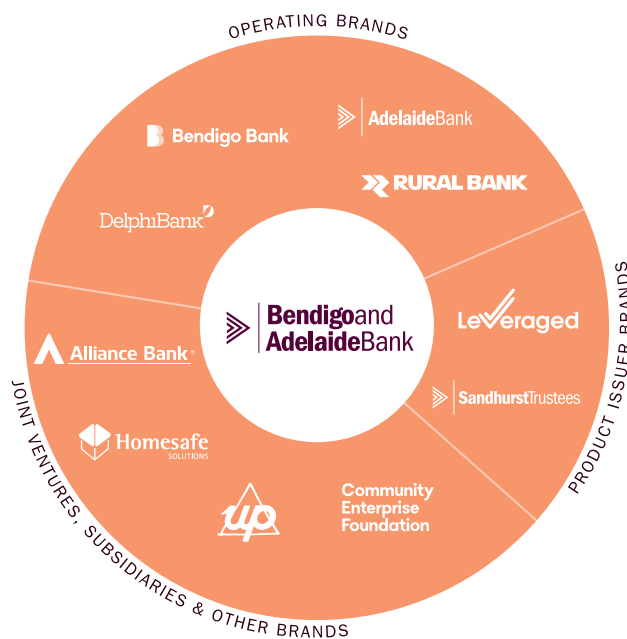 OPERATING BRANDS
Bendigo Bank
AdelaideBank
RURAL BANK
DelphiBank
Bendigoand
AdelaideBank
PRODUCT ISSUER BRANDS
Leveraged
SandhurstTrustees
JOINT VENTURES, SUBSIDIARIES & OTHER BRANDS
Alliance Bank®
Homesafe
SOLUTIONS
up
Community
Enterprise
Foundation